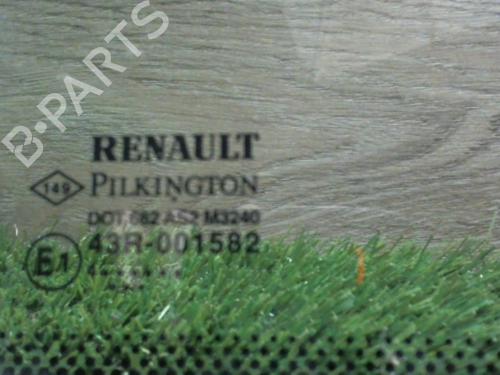 B-PARTS
RENAULT
149 PILKINGTON
DOT 682 AS2 M3240
43R-001582
E1